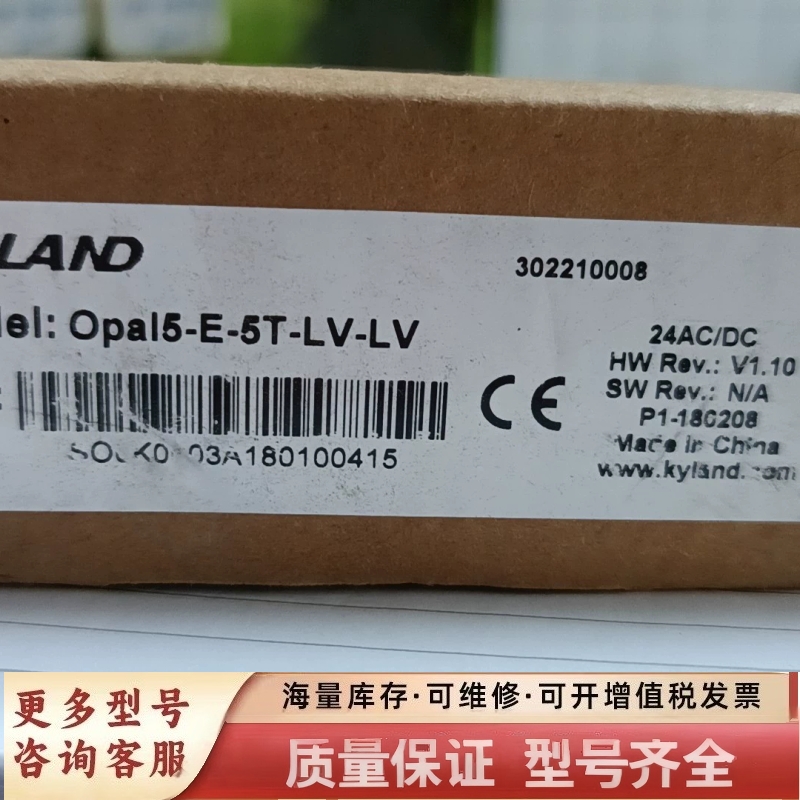 LAND
302210008
del: Opal5-E-5T-LV-LV
24AC/DC
HW Rev.: V1.10
SW Rev.: N/A
P1-180208
Made in China
www.kyland.com
03A180100415
更多型号
咨询客服
海量库存·可维修·可开增值税发票
质量保证 型号齐全